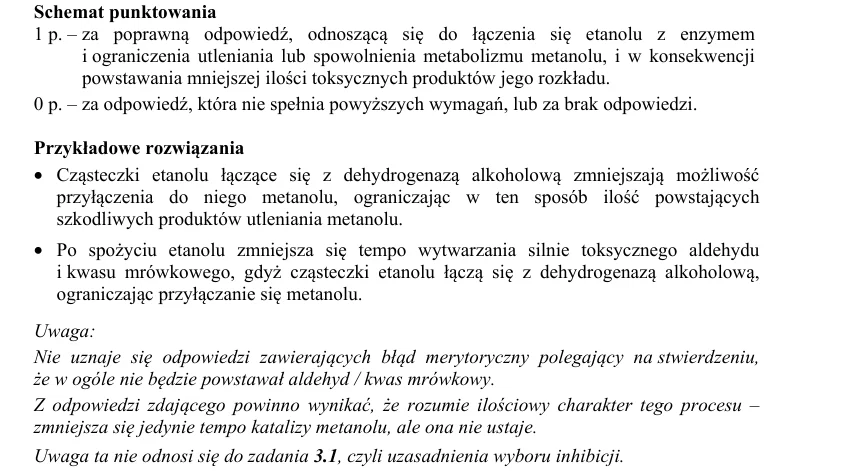 Schemat punktowania
1 p. – za poprawną odpowiedź, odnoszącą się do łączenia się etanolu z enzymem
i ograniczenia utleniania lub spowolnienia metabolizmu metanolu, i w konsekwencji
powstawania mniejszej ilości toksycznych produktów jego rozkładu.
0 p. – za odpowiedź, która nie spełnia powyższych wymagań, lub za brak odpowiedzi.
Przykładowe rozwiązania
• Cząsteczki etanolu łączące się z dehydrogenazą alkoholową zmniejszają możliwość
przyłączenia do niego metanolu, ograniczając w ten sposób ilość powstających
szkodliwych produktów utleniania metanolu.
• Po spożyciu etanolu zmniejsza się tempo wytwarzania silnie toksycznego aldehydu
i kwasu mrówkowego, gdyż cząsteczki etanolu łączą się z dehydrogenazą alkoholową,
ograniczając przyłączanie się metanolu.
Uwaga:
Nie uznaje się odpowiedzi zawierających błąd merytoryczny polegający na stwierdzeniu,
że w ogóle nie będzie powstawał aldehyd / kwas mrówkowy.
Z odpowiedzi zdającego powinno wynikać, że rozumie ilościowy charakter tego procesu –
zmniejsza się jedynie tempo katalizy metanolu, ale ona nie ustaje.
Uwaga ta nie odnosi się do zadania 3.1, czyli uzasadnienia wyboru inhibicji.